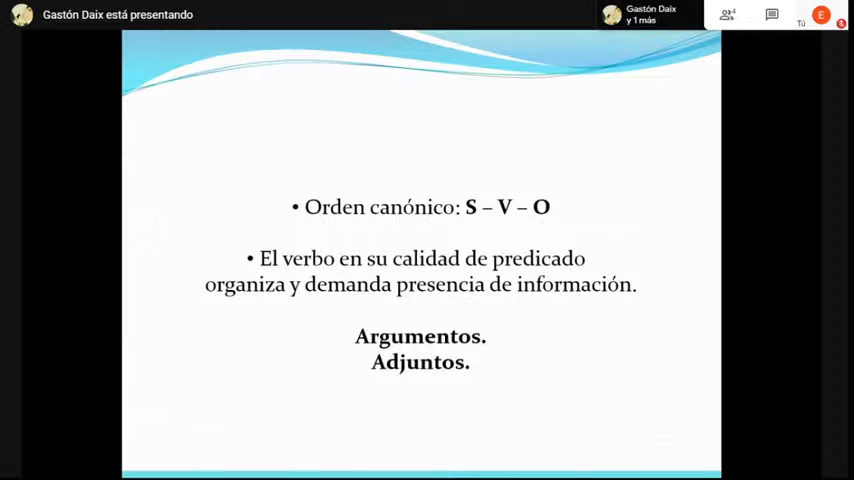 Gastón Daix está presentando
Gastón Daix
y 1 más
4
Tú
E
• Orden canónico: S – V – O
• El verbo en su calidad de predicado
organiza y demanda presencia de información.
Argumentos.
Adjuntos.